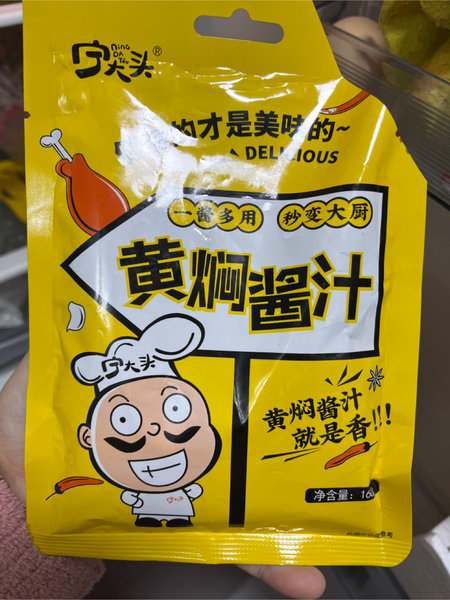 宁大头®
NING
DA
TOU
的才是美味的~
DELICIOUS
一酱多用 秒变大厨
黄焖酱汁
宁大头
黄焖酱汁
就是香!!!
宁大头
净含量: 16